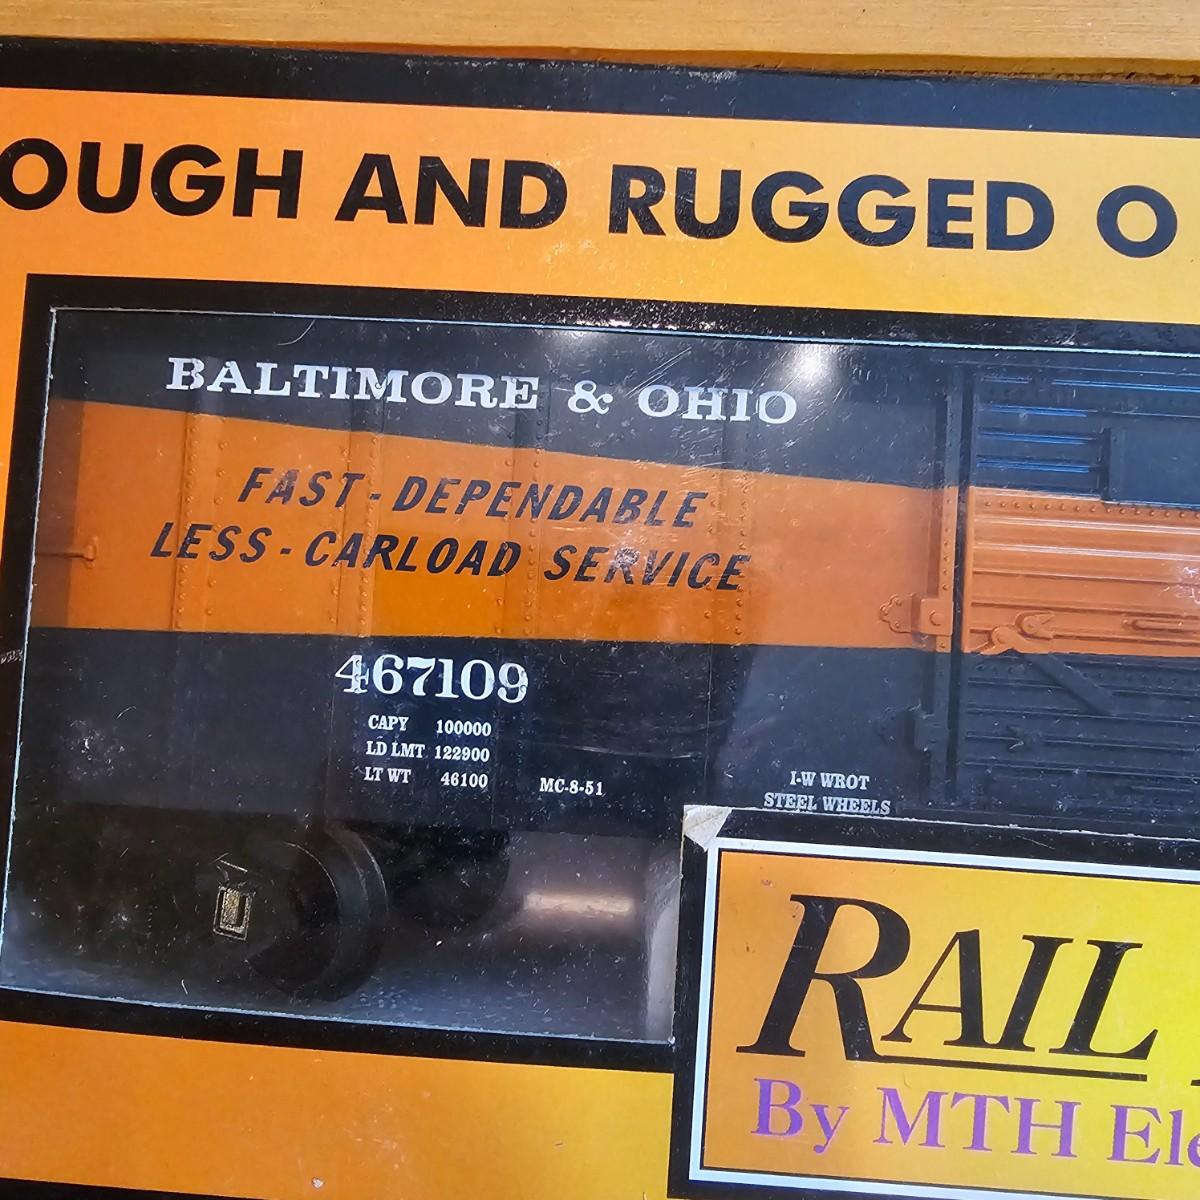 OUGH AND RUGGED O
BALTIMORE & OHIO
FAST - DEPENDABLE
LESS - CARLOAD SERVICE
467109
CAPY 100000
LD LMT 122900
LT WT 46100
MC-8-51
I-W WROT
STEEL WHEELS
RAIL
By MTH Ele